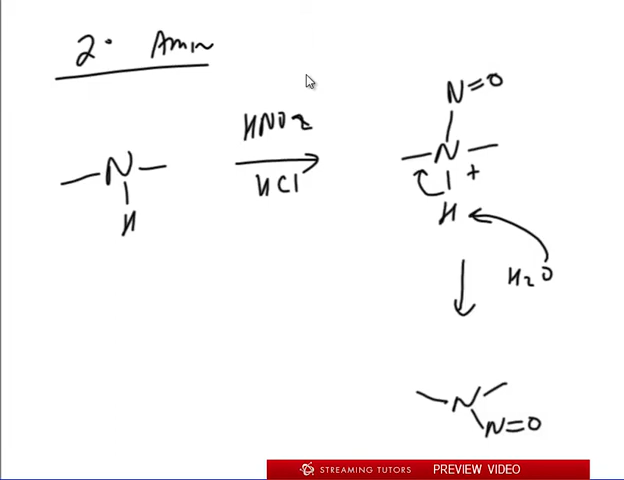 2° Amin
HNO2
HCl
N
H
N=O
N
+
H
H2O
N
N=O
STREAMING TUTORS PREVIEW VIDEO